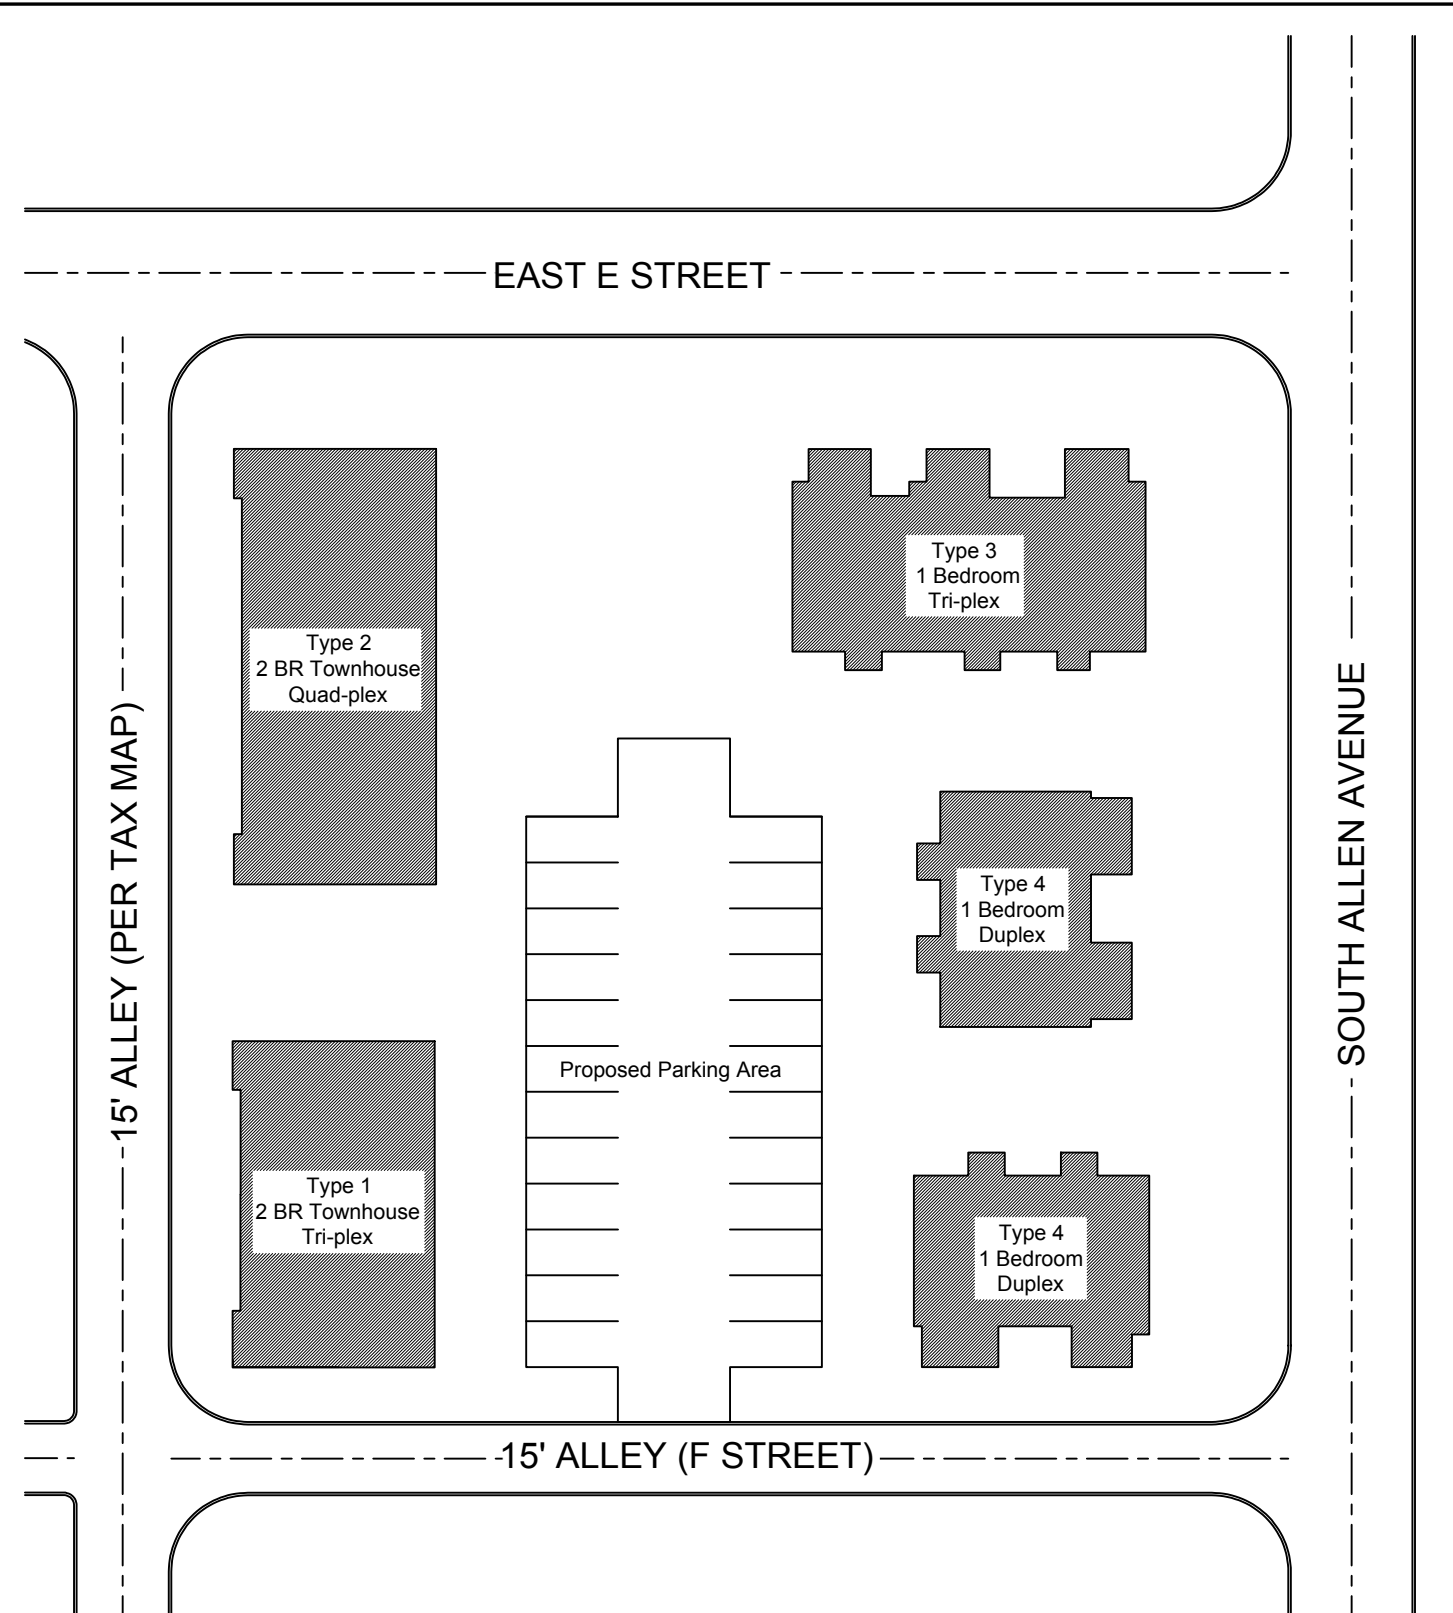 EAST E STREET
Type 3
1 Bedroom
Tri-plex
Type 2
2 BR Townhouse
Quad-plex
15' ALLEY (PER TAX MAP)
SOUTH ALLEN AVENUE
Type 4
1 Bedroom
Duplex
Proposed Parking Area
Type 1
2 BR Townhouse
Tri-plex
Type 4
1 Bedroom
Duplex
15' ALLEY (F STREET)